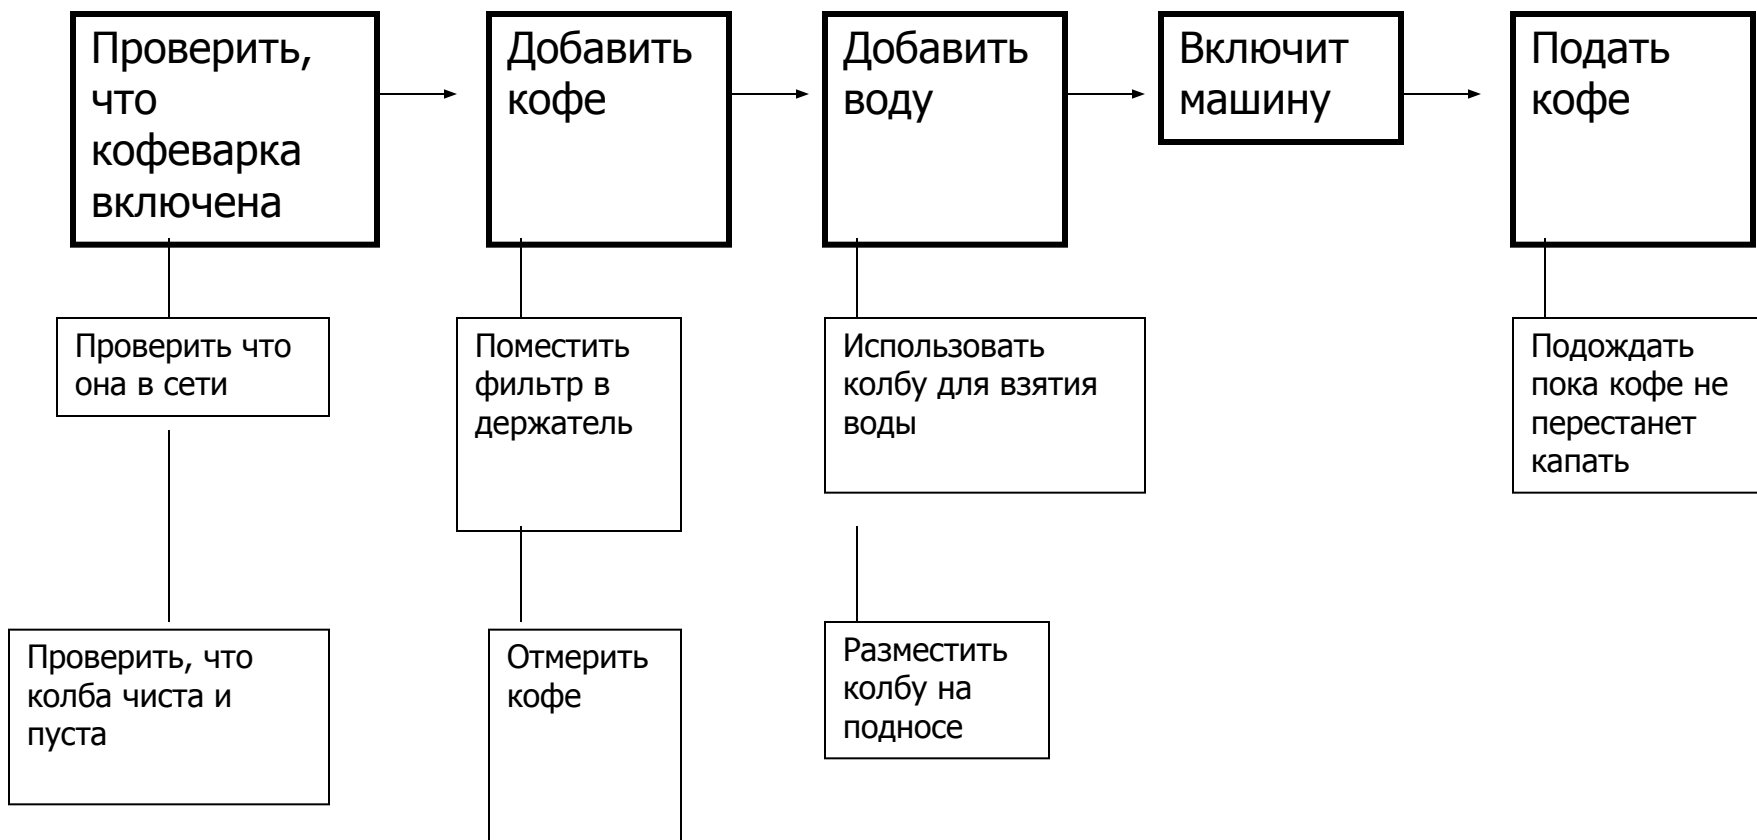 Проверить,
что
кофеварка
включена
Добавить
кофе
Добавить
воду
Включит
машину
Подать
кофе
Проверить что
она в сети
Поместить
фильтр в
держатель
Использовать
колбу для взятия
воды
Подождать
пока кофе не
перестанет
капать
Проверить, что
колба чиста и
пуста
Отмерить
кофе
Разместить
колбу на
подносе